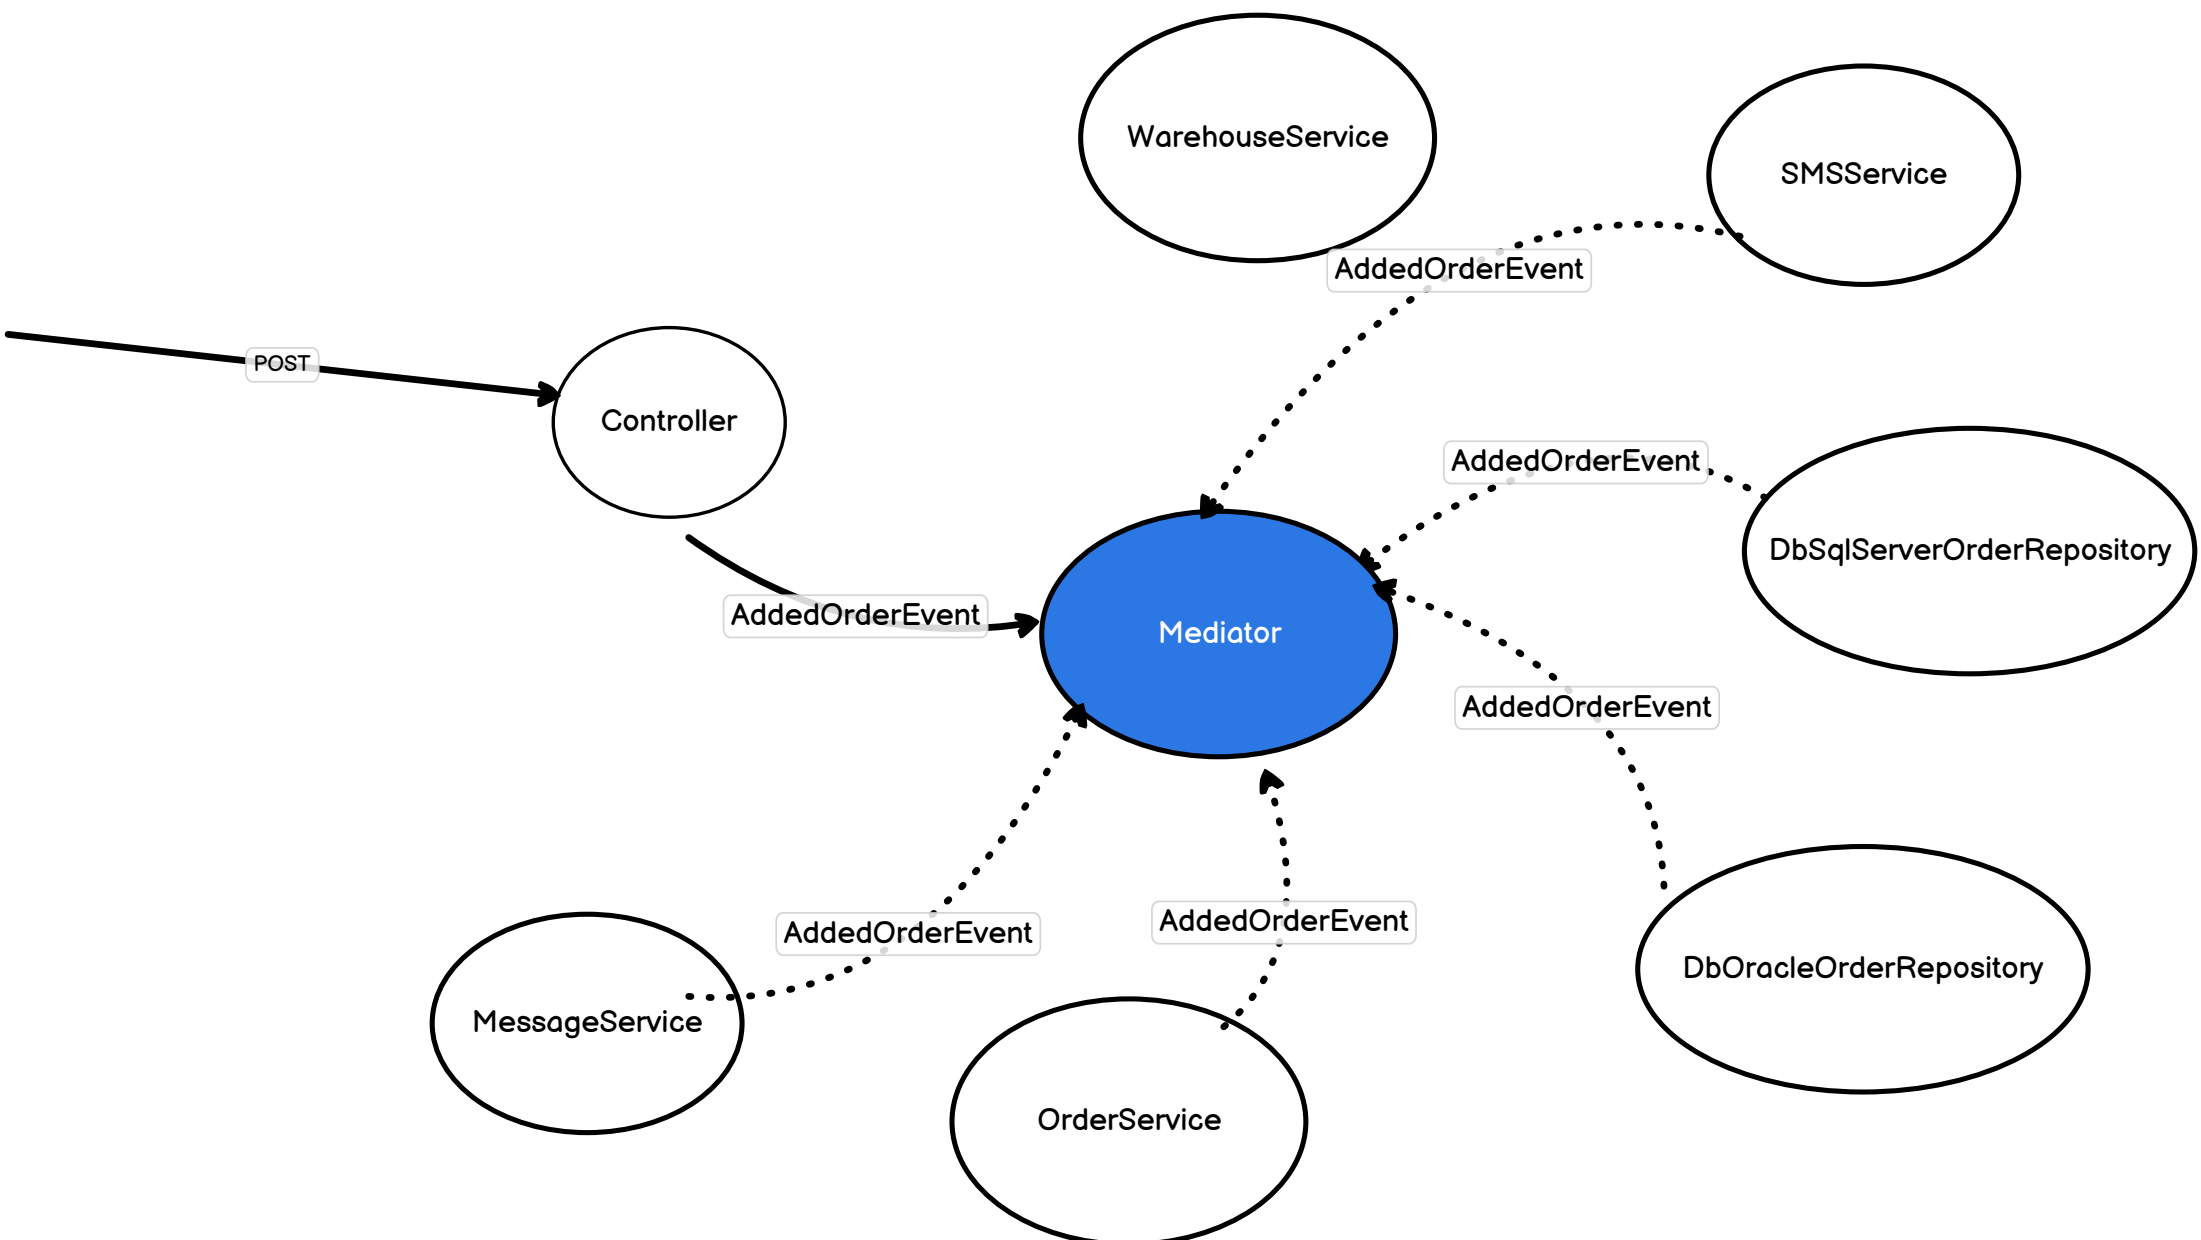 WarehouseService
SMSService
AddedOrderEvent
POST
Controller
AddedOrderEvent
DbSqlServerOrderRepository
AddedOrderEvent
Mediator
AddedOrderEvent
AddedOrderEvent
AddedOrderEvent
DbOracleOrderRepository
MessageService
OrderService